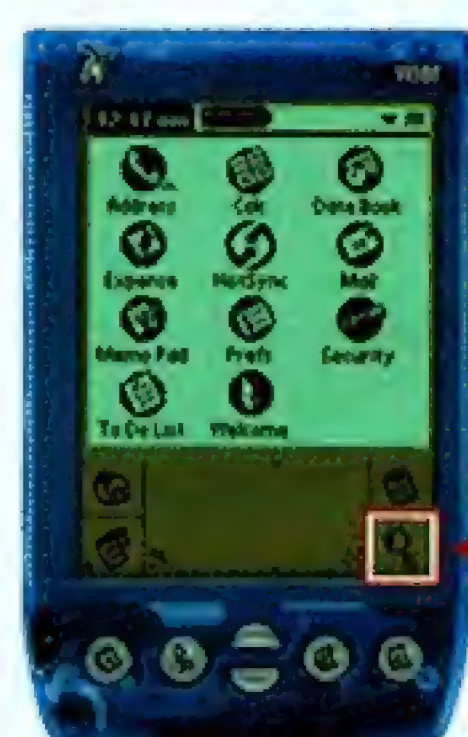 Address Calc Date Book
Expense HotSync Mail
Memo Pad Prefs Security
To Do List Welcome